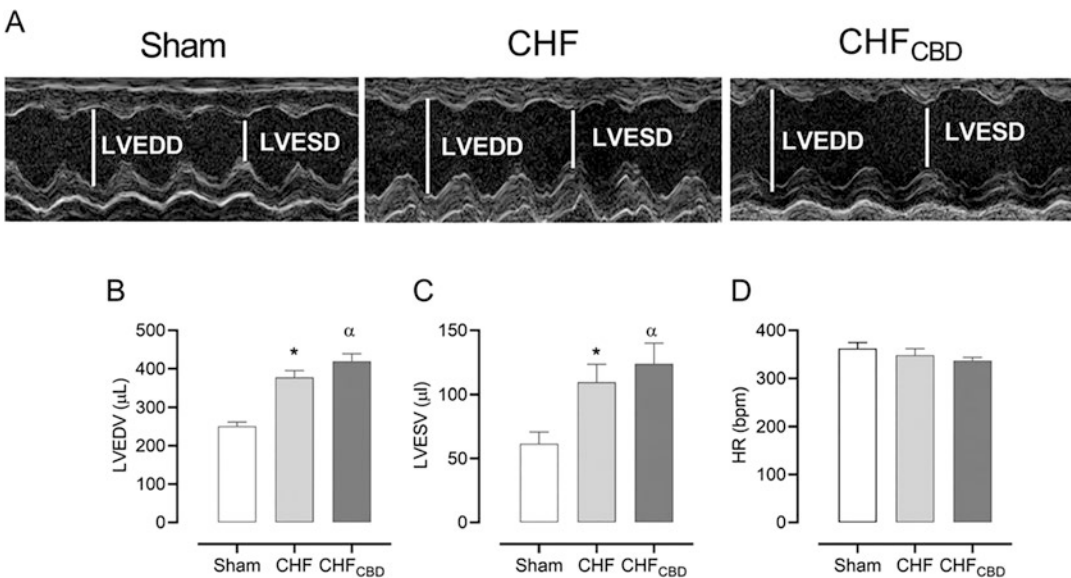 A
Sham
CHF
CHFCBD
LVEDD
LVESD
LVEDD
LVESD
LVEDD
LVESD
B
LVEDV (μL)
500
400
300
200
100
0
*
α
Sham
CHF
CHFCBD
C
LVESV (μl)
150
100
50
0
*
α
Sham
CHF
CHFCBD
D
HR (bpm)
400
300
200
100
0
Sham
CHF
CHFCBD